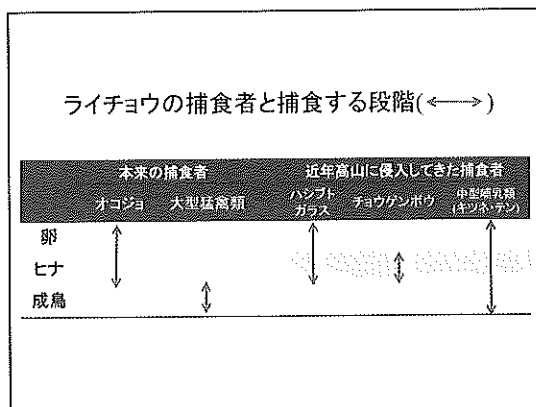 ライチョウの捕食者と捕食する段階(⟷)
本来の捕食者 近年高山に侵入してきた捕食者
オコジョ 大型猛禽類 ハシブト チョウゲンボウ 中型哺乳類
ガラス (キツネ・テン)
卵
ヒナ
成鳥